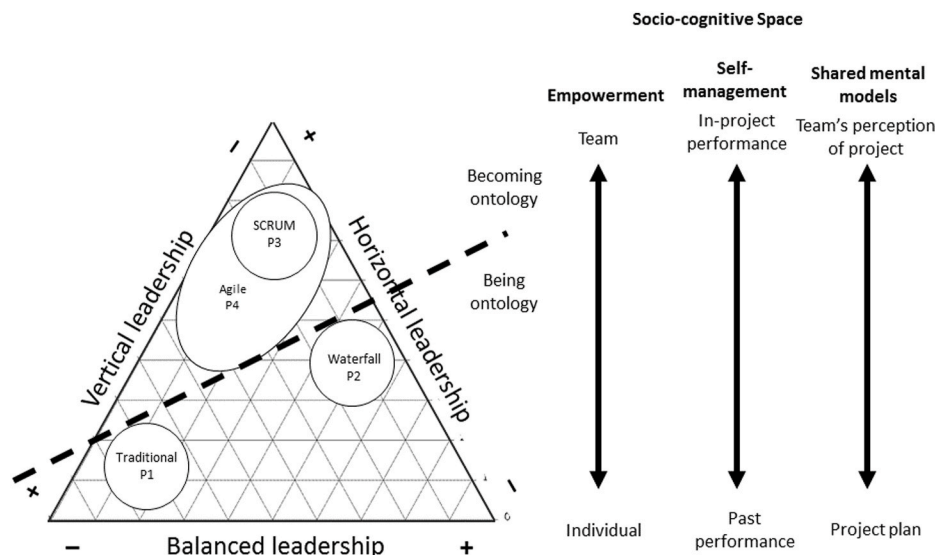 Socio-cognitive Space
Empowerment
Self-
management
Shared mental
models
Team
In-project
performance
Team's perception
of project
– +
Becoming
ontology
Being
ontology
Vertical leadership
Horizontal leadership
SCRUM
P3
Agile
P4
Waterfall
P2
Traditional
P1
+ –
0
– Balanced leadership +
Individual
Past
performance
Project plan